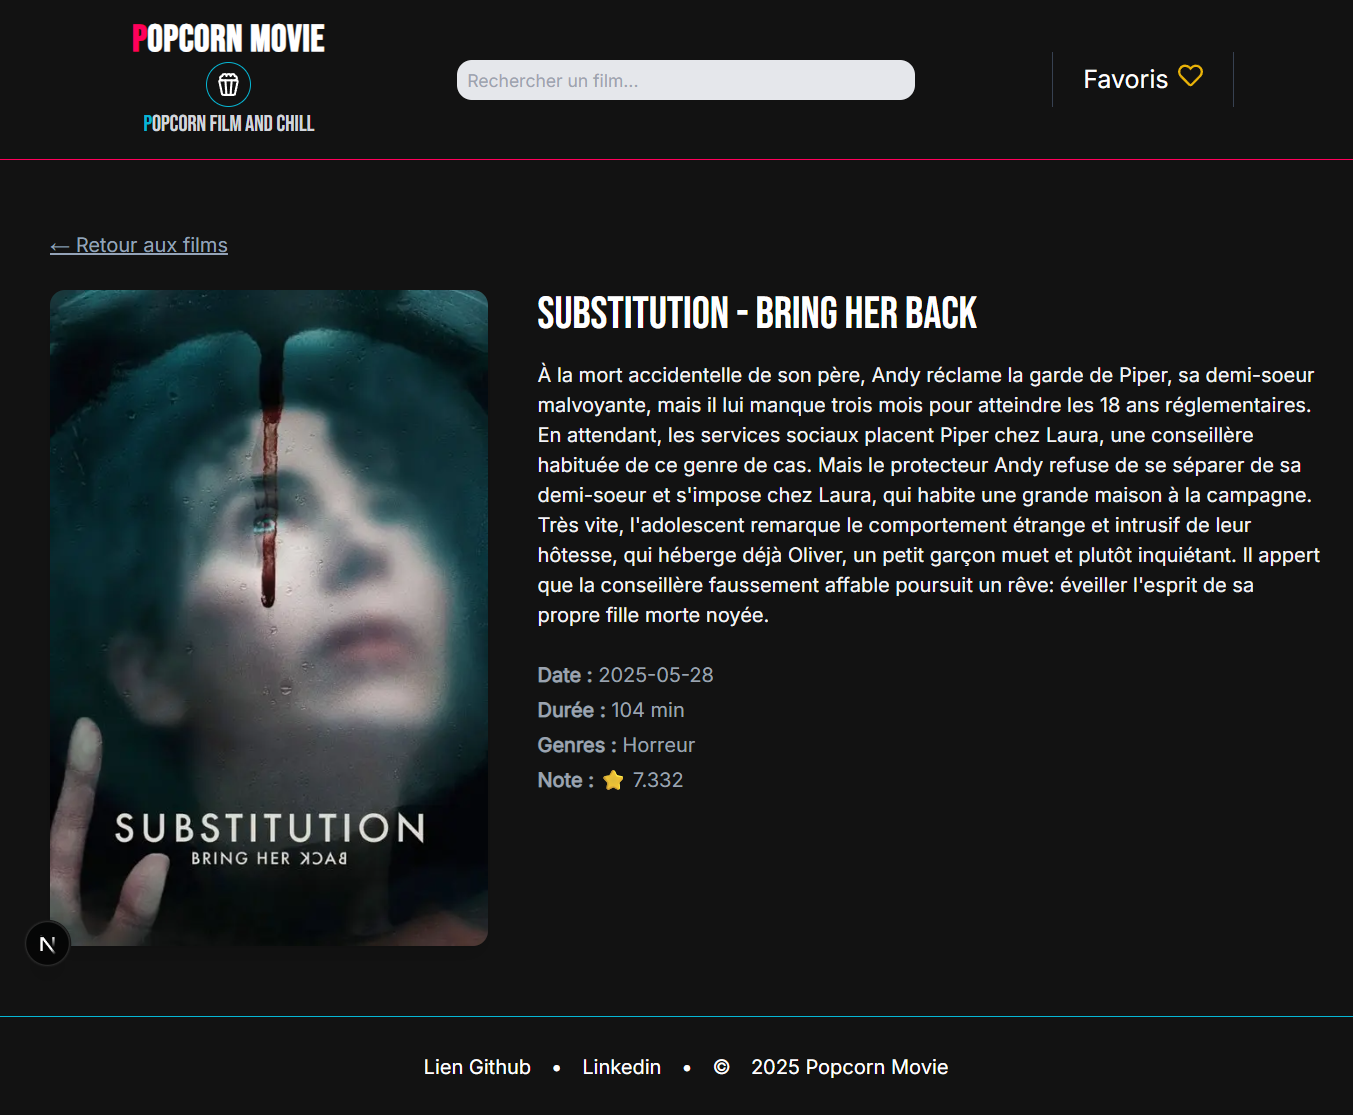 POPCORN MOVIE
POPCORN FILM AND CHILL
Rechercher un film...
Favoris
← Retour aux films
SUBSTITUTION
BRING HER BACK
SUBSTITUTION - BRING HER BACK
À la mort accidentelle de son père, Andy réclame la garde de Piper, sa demi-soeur
malvoyante, mais il lui manque trois mois pour atteindre les 18 ans réglementaires.
En attendant, les services sociaux placent Piper chez Laura, une conseillère
habituée de ce genre de cas. Mais le protecteur Andy refuse de se séparer de sa
demi-soeur et s'impose chez Laura, qui habite une grande maison à la campagne.
Très vite, l'adolescent remarque le comportement étrange et intrusif de leur
hôtesse, qui héberge déjà Oliver, un petit garçon muet et plutôt inquiétant. Il appert
que la conseillère faussement affable poursuit un rêve: éveiller l'esprit de sa
propre fille morte noyée.
Date : 2025-05-28
Durée : 104 min
Genres : Horreur
Note : ⭐ 7.332
N
Lien Github • Linkedin • © 2025 Popcorn Movie